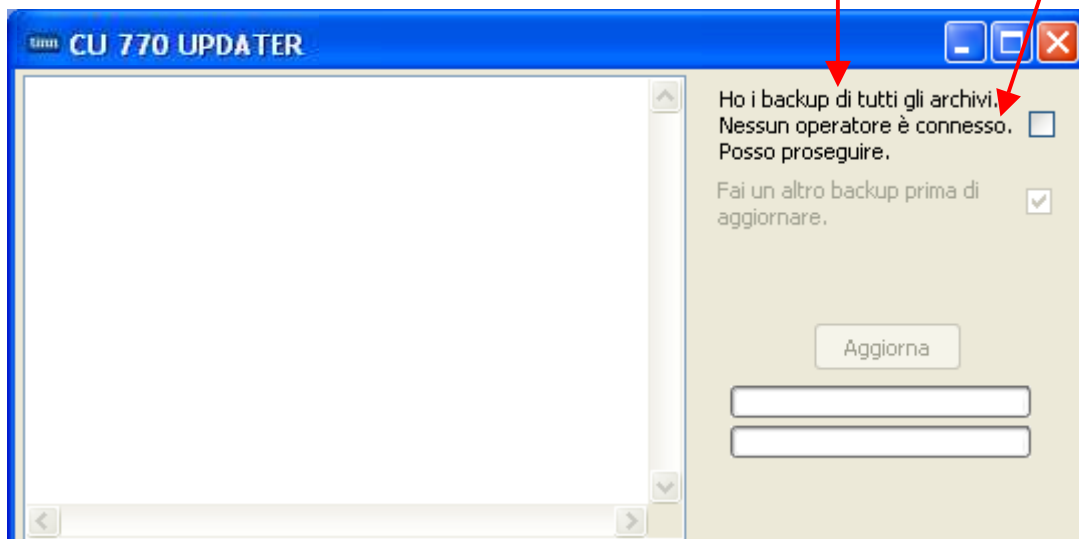 tinn CU 770 UPDATER
Ho i backup di tutti gli archivi.
Nessun operatore è connesso.
Posso proseguire.
Fai un altro backup prima di
aggiornare.
Aggiorna